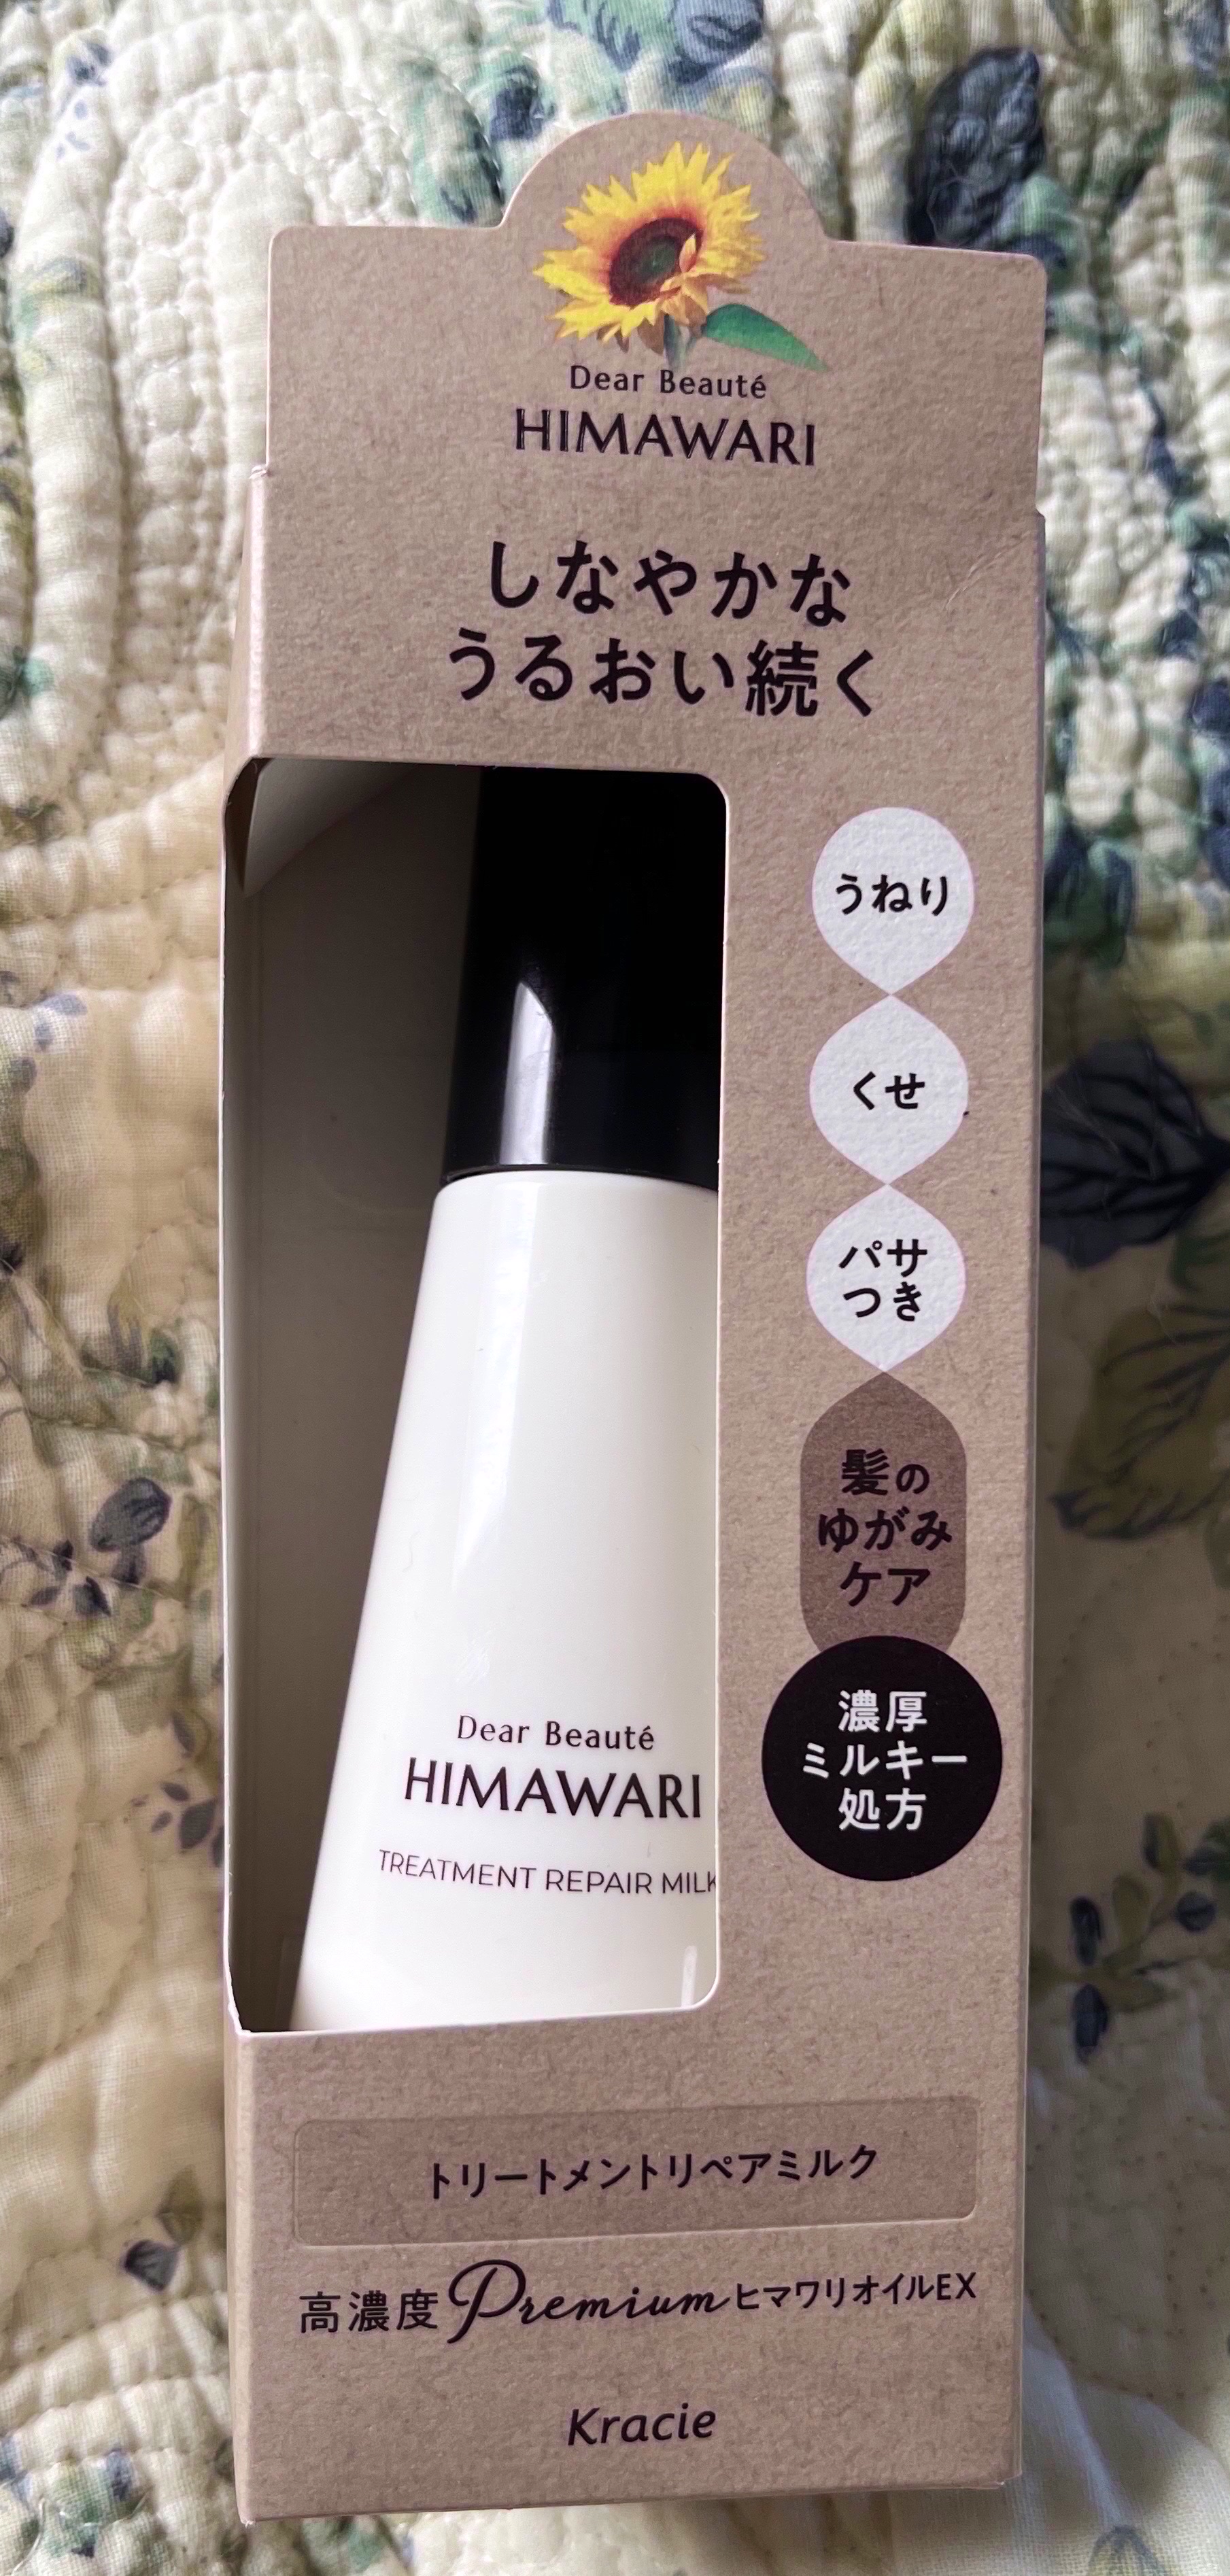 Dear Beauté
HIMAWARI
しなやかな
うるおい続く
うねり
くせ
パサ
つき
髪の
ゆがみ
ケア
濃厚
ミルキー
処方
Dear Beauté
HIMAWARI
TREATMENT REPAIR MILK
トリートメントリペアミルク
高濃度Premiumヒマワリオイル EX
Kracie